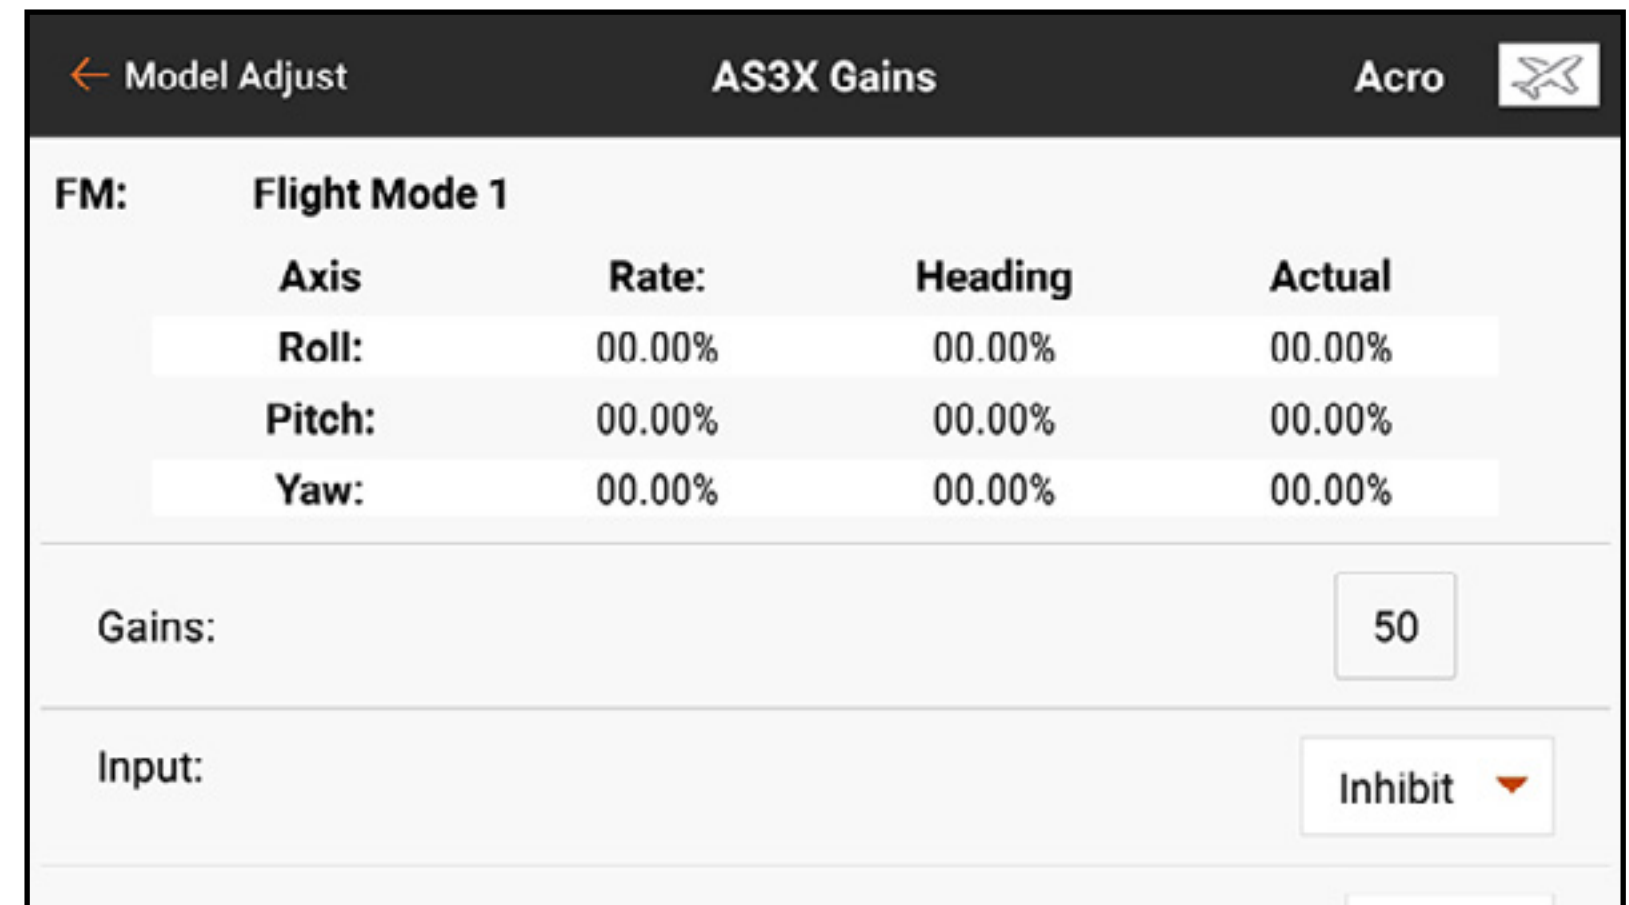 ← Model Adjust AS3X Gains Acro
FM: Flight Mode 1
Axis Rate: Heading Actual
Roll: 00.00% 00.00% 00.00%
Pitch: 00.00% 00.00% 00.00%
Yaw: 00.00% 00.00% 00.00%
Gains: 50
Input: Inhibit